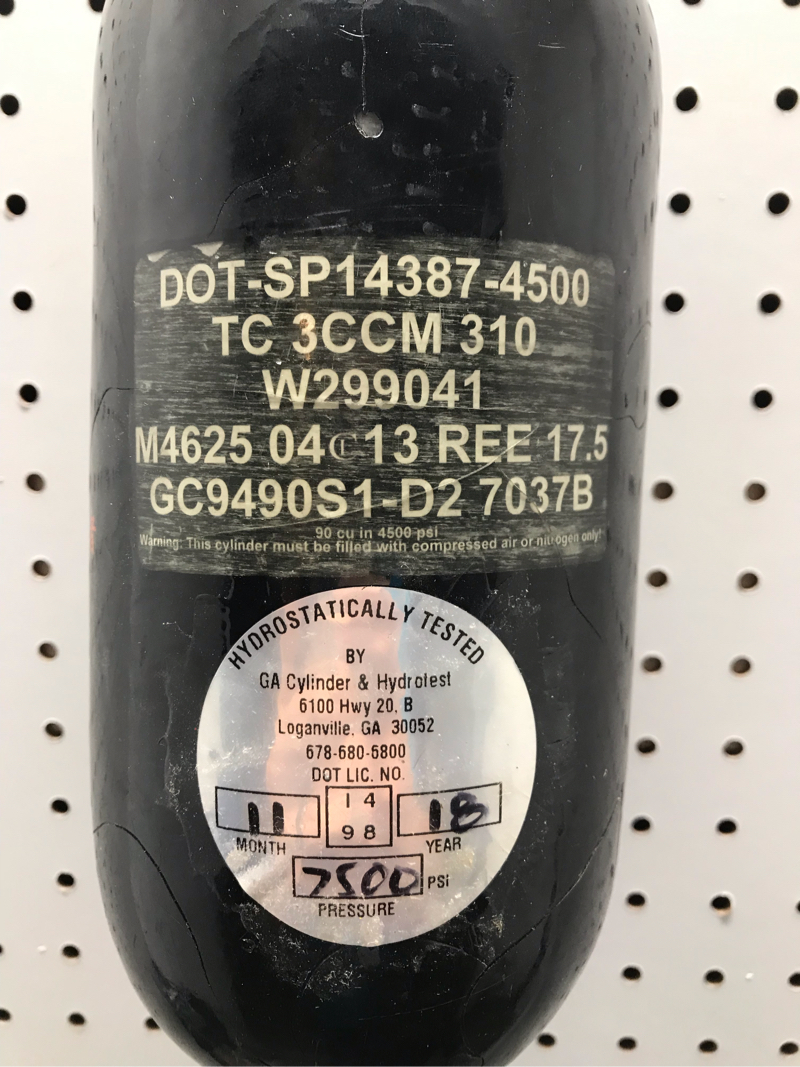 DOT-SP14387-4500
TC 3CCM 310
W299041
M4625 04 C 13 REE 17.5
GC9490S1-D2 7037B
90 cu in 4500 psi
Warning: This cylinder must be filled with compressed air or nitrogen only!
HYDROSTATICALLY TESTED
BY
GA Cylinder & Hydrotest
6100 Hwy 20, B
Loganville, GA 30052
678-680-5800
DOT LIC. NO.
11 14 18
98
MONTH YEAR
7500 PSi
PRESSURE